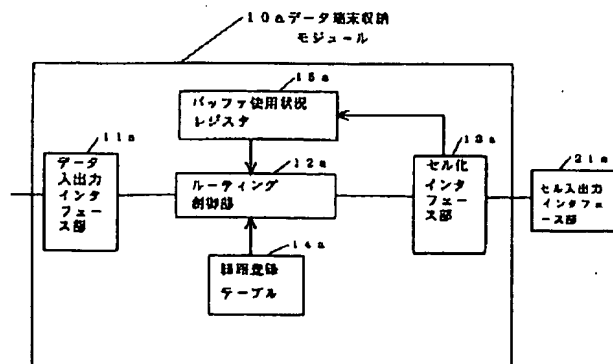 10aデータ端末収納
モジュール
15a
バッファ使用状況
レジスタ
11a
データ
入出力
インタ
フェー
ス部
12a
ルーティング
制御部
13a
セル化
インタ
フェー
ス部
21a
セル入出力
インタフェ
ース部
14a
経路登録
テーブル